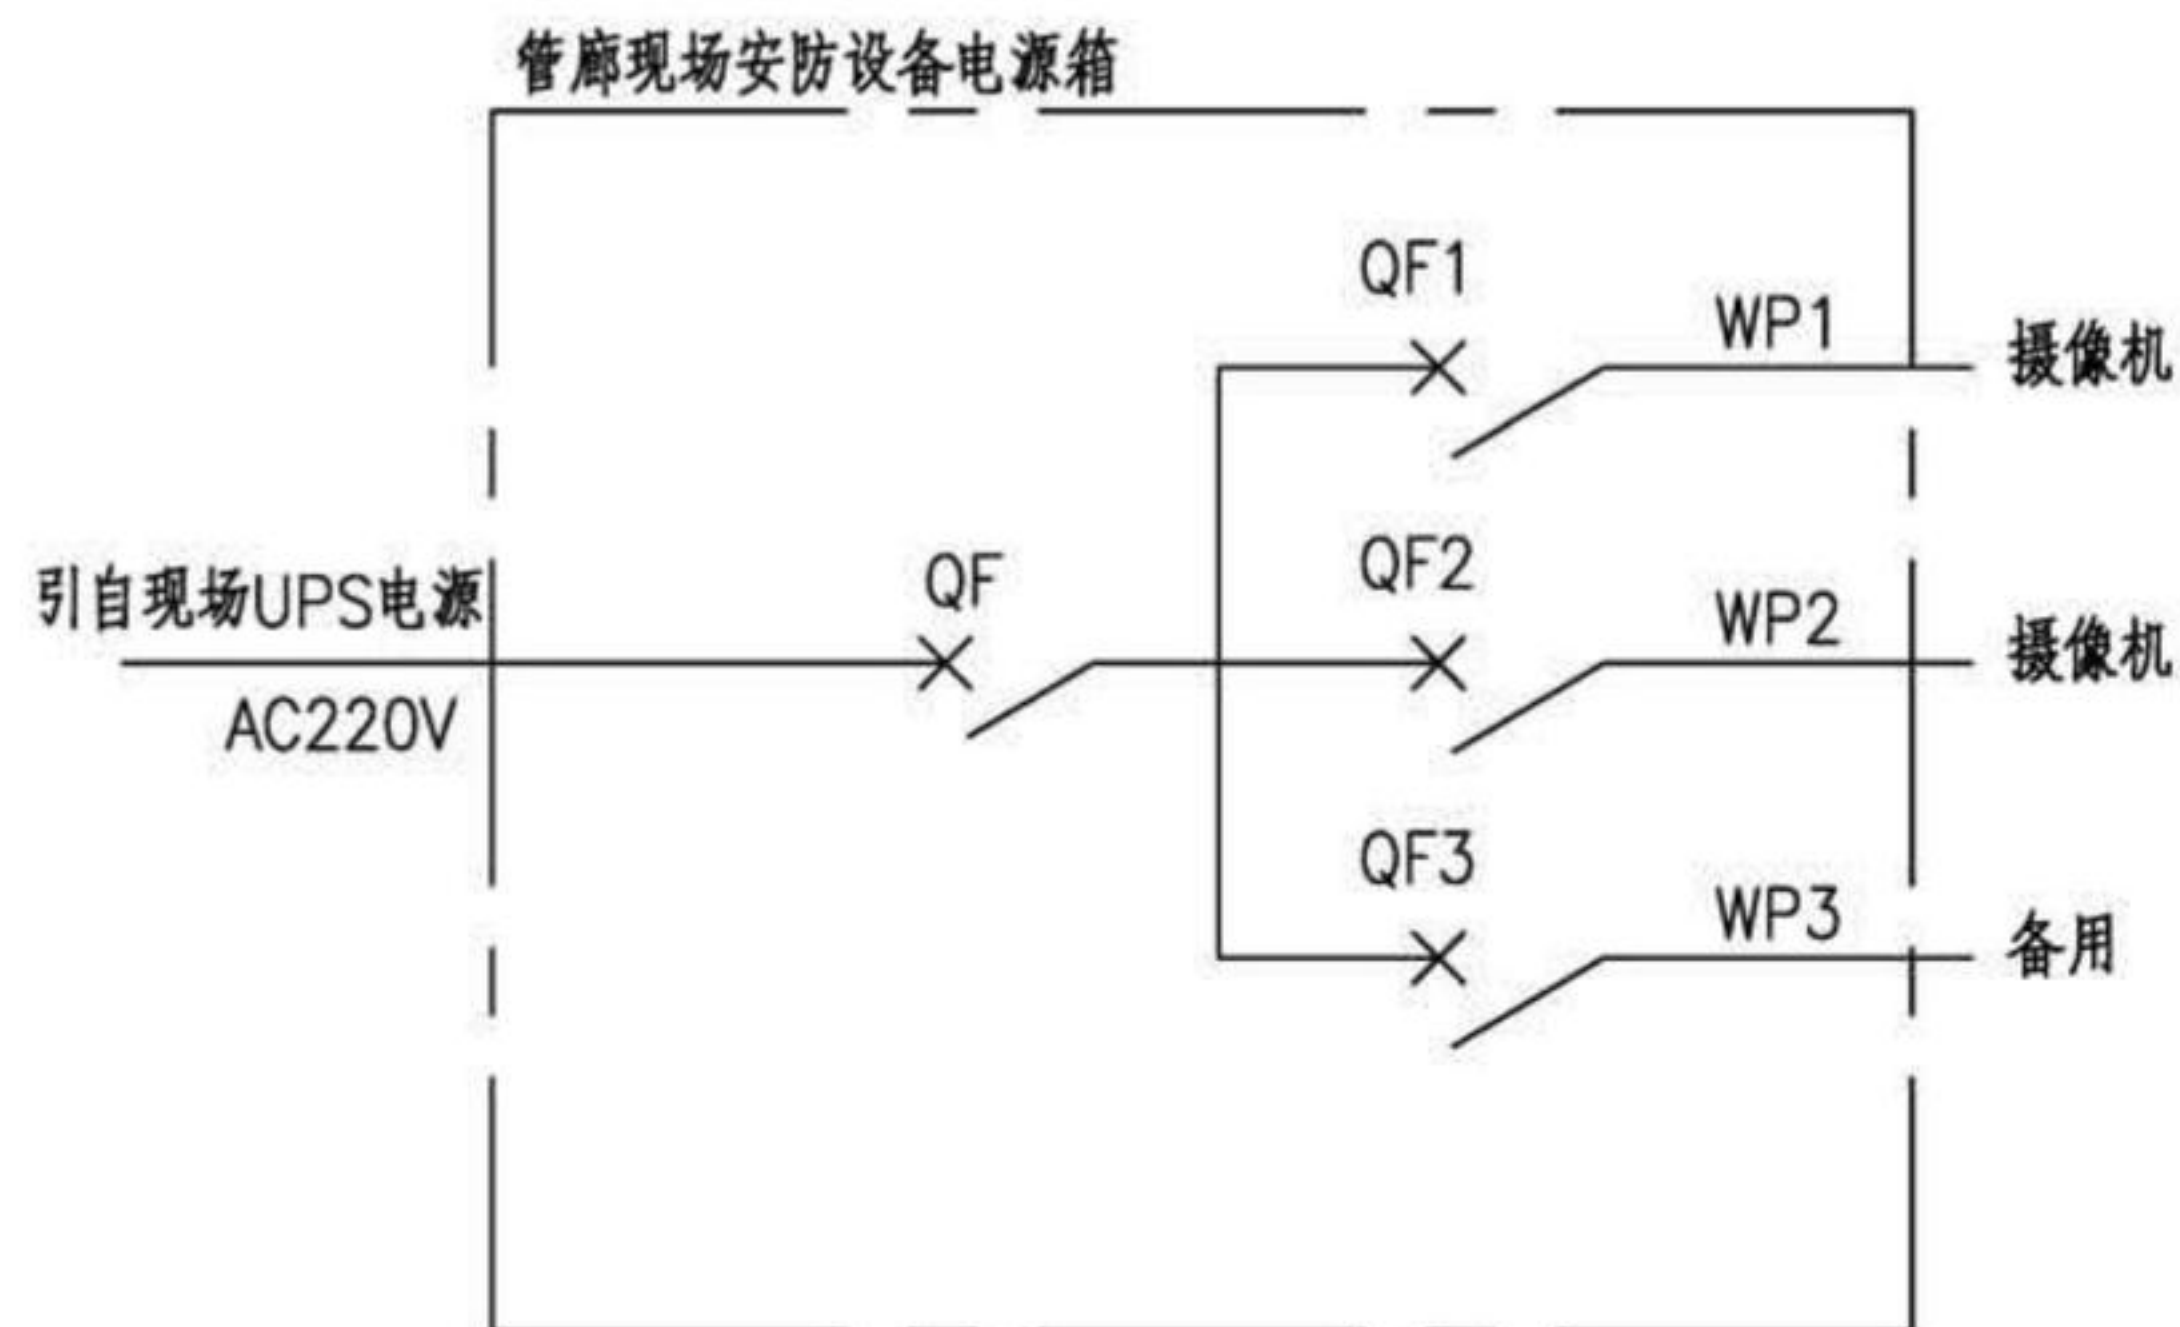 管廊现场安防设备电源箱
QF1
WP1
摄像机
引自现场UPS电源
AC220V
QF
QF2
WP2
摄像机
QF3
WP3
备用